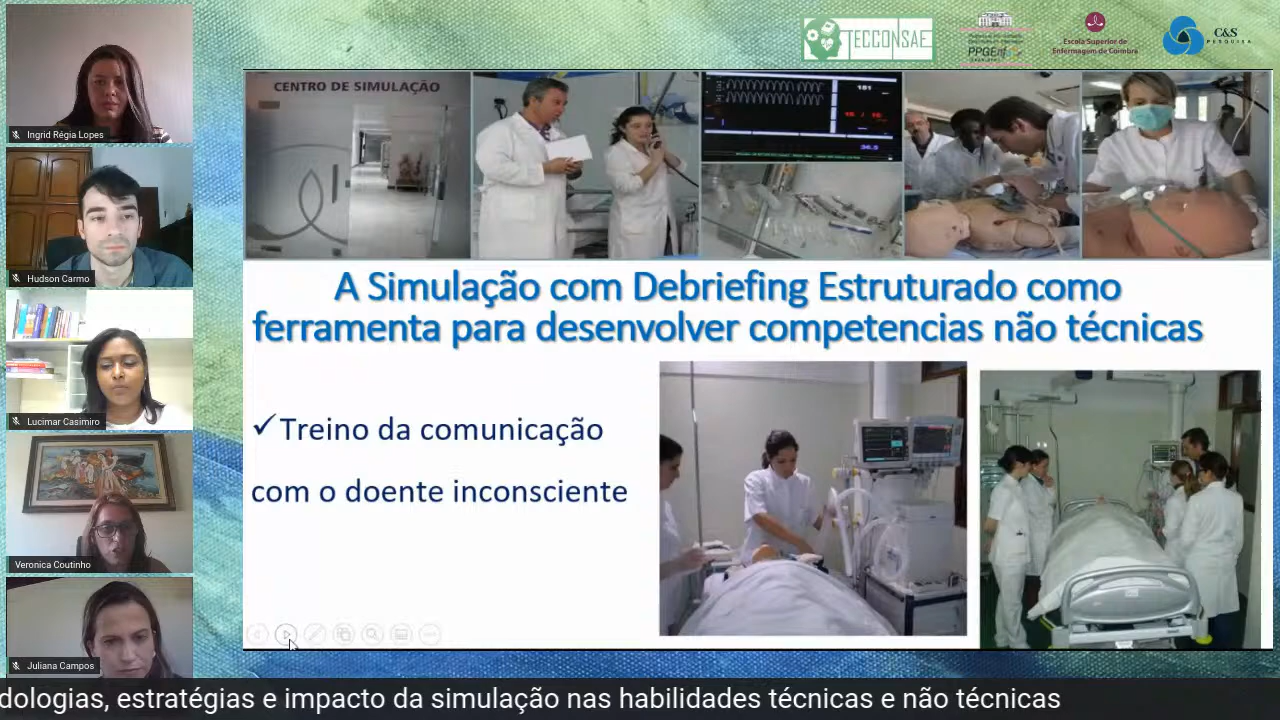 TECCONSAE
PPGEnf
Escola Superior de
Enfermagem de Coimbra
C&S
PESQUISA
Ingrid Régia Lopes
Hudson Carmo
Lucimar Casimiro
Veronica Coutinho
Juliana Campos
CENTRO DE SIMULAÇÃO
A Simulação com Debriefing Estruturado como
ferramenta para desenvolver competencias não técnicas
✓Treino da comunicação
com o doente inconsciente
dologias, estratégias e impacto da simulação nas habilidades técnicas e não técnicas